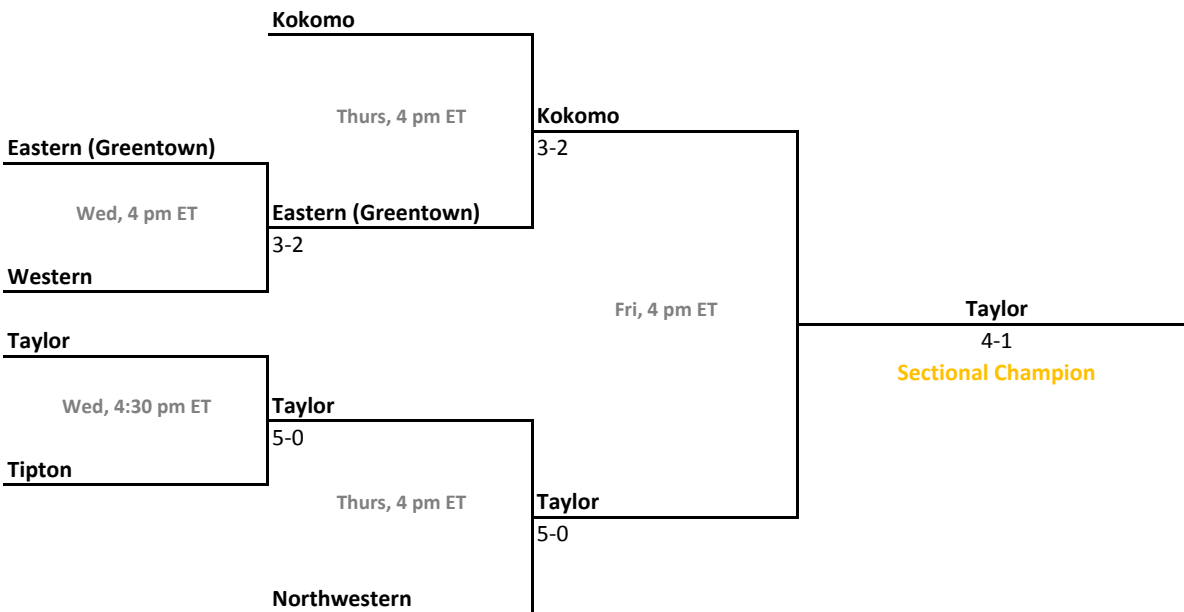 Kokomo
Thurs, 4 pm ET
Kokomo
3-2
Eastern (Greentown)
Wed, 4 pm ET
Eastern (Greentown)
3-2
Western
Fri, 4 pm ET
Taylor
4-1
Sectional Champion
Taylor
Wed, 4:30 pm ET
Taylor
5-0
Tipton
Thurs, 4 pm ET
Taylor
5-0
Northwestern